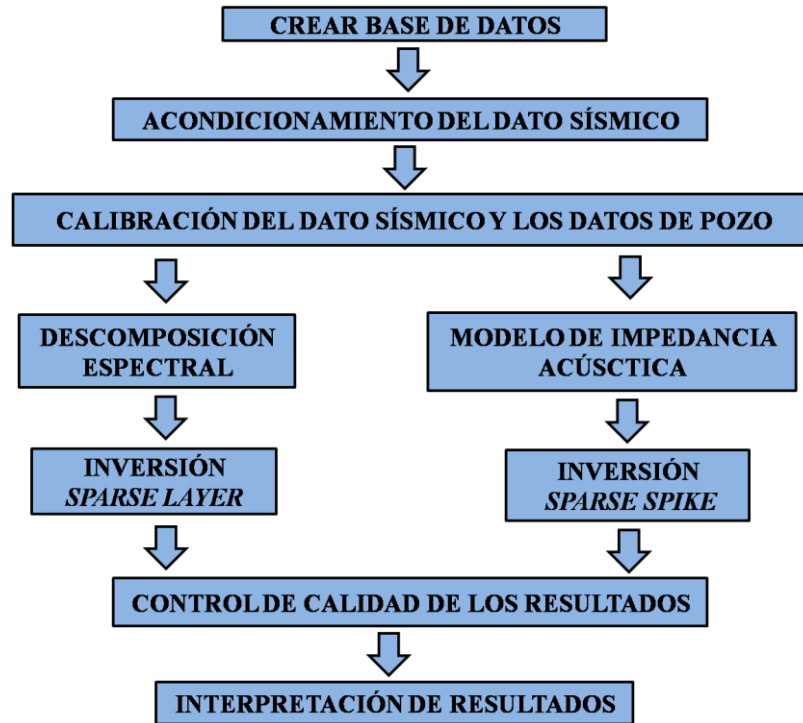 CREAR BASE DE DATOS
ACONDICIONAMIENTO DEL DATO SÍSMICO
CALIBRACIÓN DEL DATO SÍSMICO Y LOS DATOS DE POZO
DESCOMPOSICIÓN
ESPECTRAL
MODELO DE IMPEDANCIA
ACÚSCTICA
INVERSIÓN
SPARSE LAYER
INVERSIÓN
SPARSE SPIKE
CONTROL DE CALIDAD DE LOS RESULTADOS
INTERPRETACIÓN DE RESULTADOS